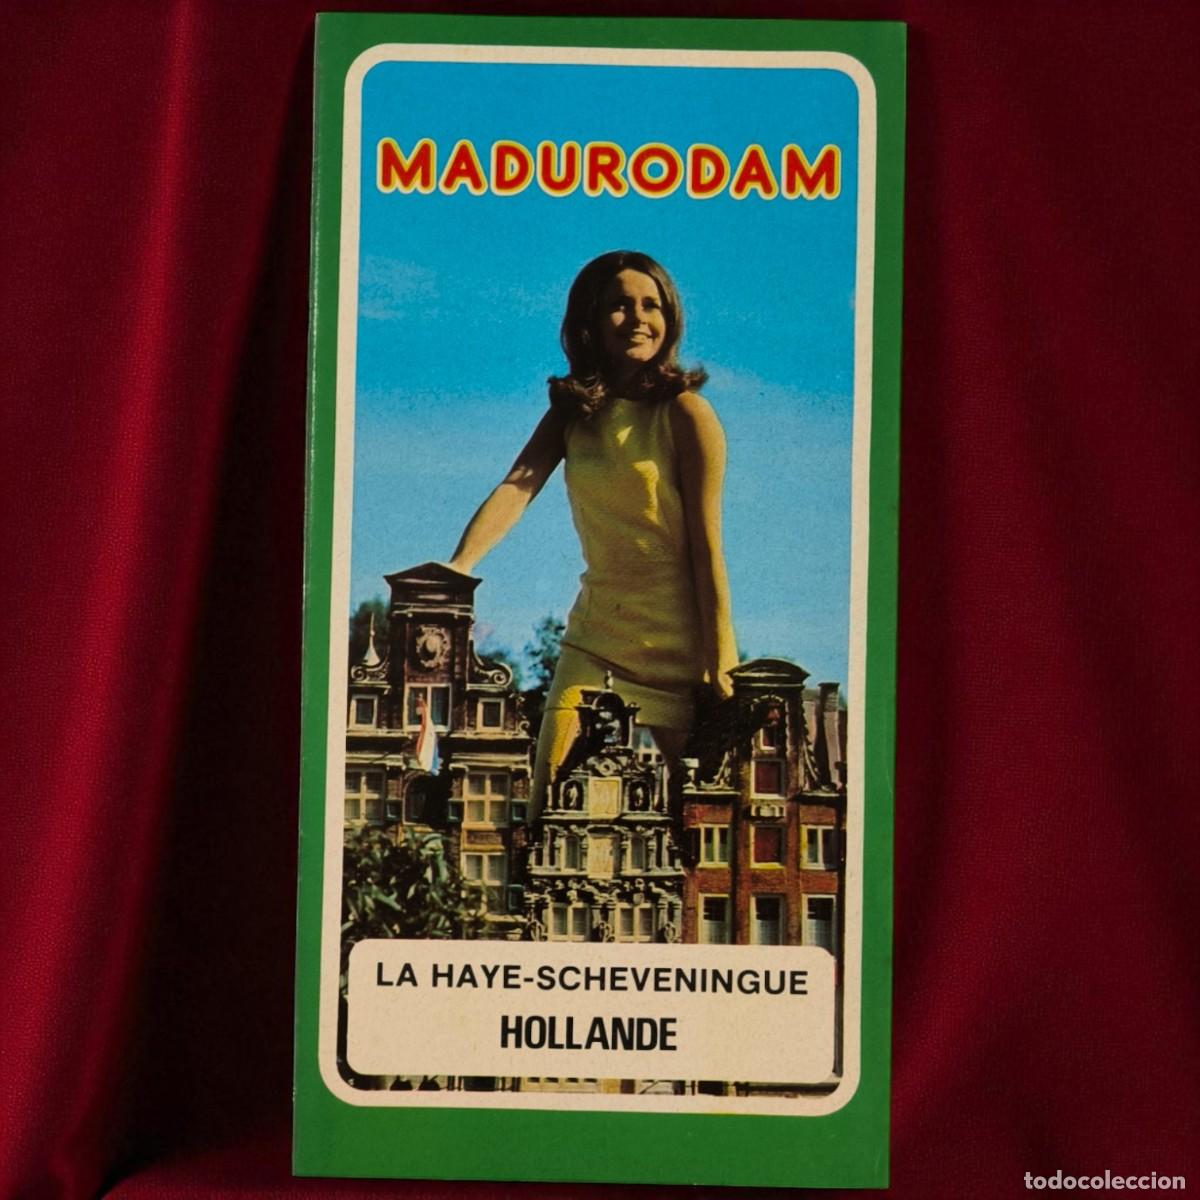 MADURODAM
LA HAYE-SCHEVENINGUE
HOLLANDE
todocoleccion